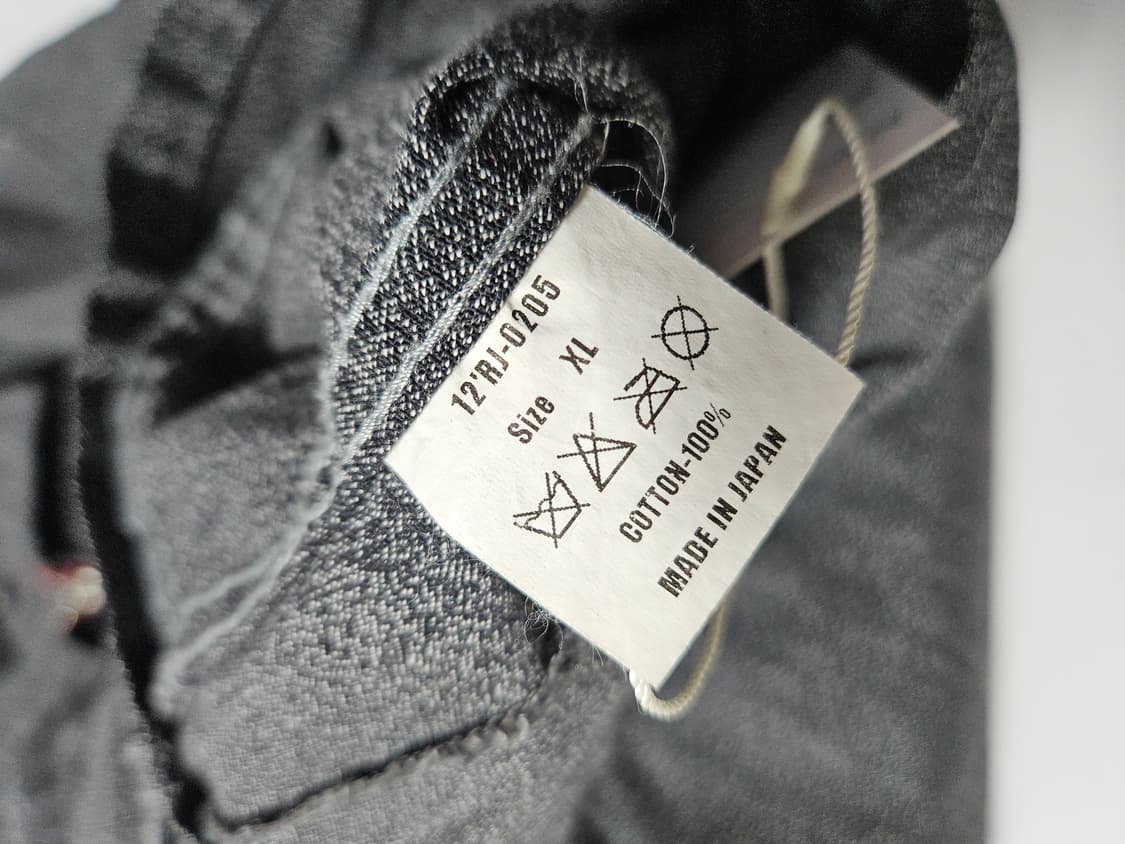 12'RJ-0205
Size XL
COTTON-100%
MADE IN JAPAN